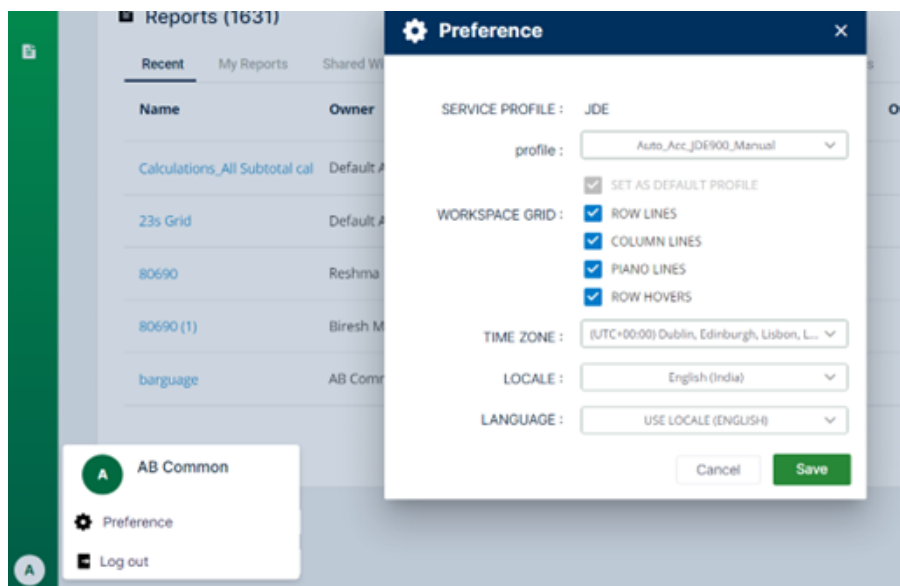 Reports (1631)
Recent My Reports Shared Wi
Name Owner
Calculations_All Subtotal cal Default A
23s Grid Default A
80690 Reshma
80690 (1) Biresh M
barguage AB Comm
AB Common
A
Preference
Log out
A
Preference
SERVICE PROFILE : JDE
profile : Auto_Acc_JDE900_Manual
SET AS DEFAULT PROFILE
WORKSPACE GRID : ROW LINES
COLUMN LINES
PIANO LINES
ROW HOVERS
TIME ZONE : (UTC+00:00) Dublin, Edinburgh, Lisbon, L...
LOCALE : English (India)
LANGUAGE : USE LOCALE (ENGLISH)
Cancel Save